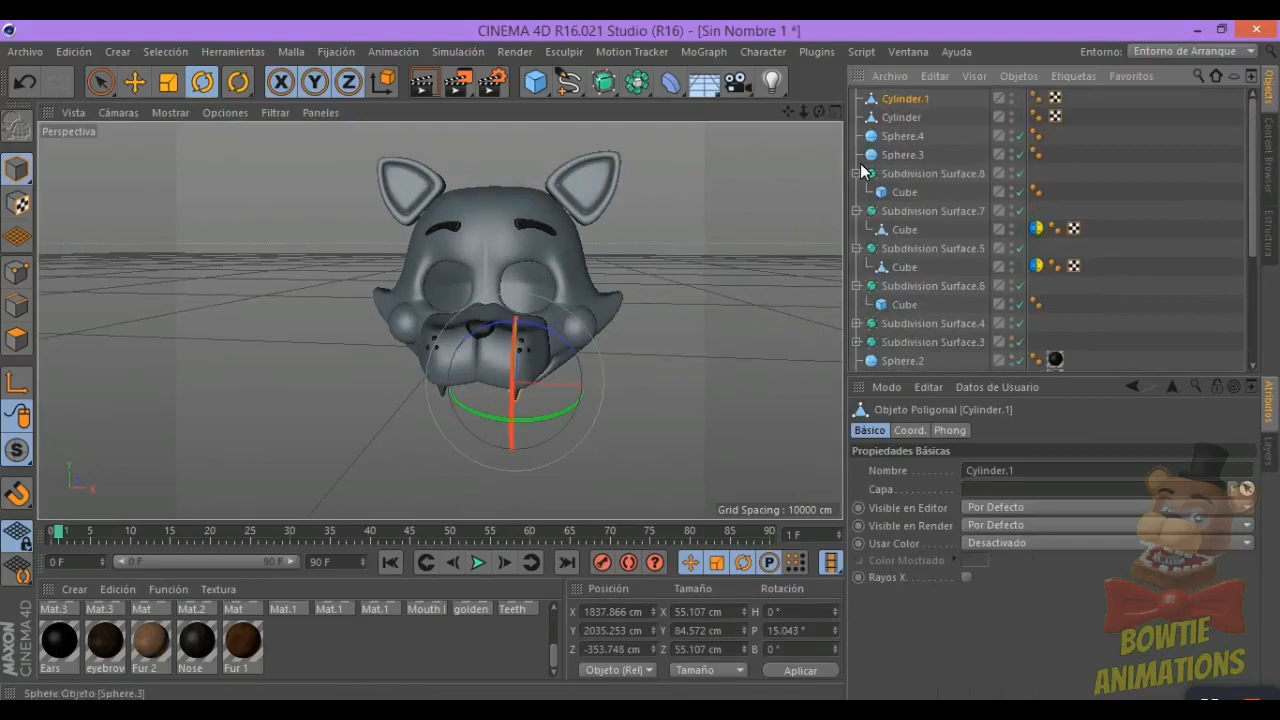 CINEMA 4D R16.021 Studio (R16) - [Sin Nombre 1 *]
Archivo Edición Crear Selección Herramientas Malla Fijación Animación Simulación Render Esculpir Motion Tracker MoGraph Character Plugins Script Ventana Ayuda Entorno: Entorno de Arranque
X Y Z
Archivo Editar Visor Objetos Etiquetas Favoritos
Vista Cámaras Mostrar Opciones Filtrar Paneles
Perspectiva
Cylinder.1
Cylinder
Sphere.4
Sphere.3
Subdivision Surface.8
Cube
Subdivision Surface.7
Cube
Subdivision Surface.5
Cube
Subdivision Surface.6
Cube
Subdivision Surface.4
Subdivision Surface.3
Sphere.2
Objects
Estructura
Y
X
Grid Spacing : 10000 cm
Modo Editar Datos de Usuario
Objeto Poligonal [Cylinder.1]
Básico Coord. Phong
Propiedades Básicas
Nombre Cylinder.1
Capa
Visible en Editor Por Defecto
Visible en Render Por Defecto
Usar Color Desactivado
Color Mostrado
Rayos X.
Atributos
Layers
0 1 5 10 15 20 25 30 35 40 45 50 55 60 65 70 75 80 85 90 1 F
0 F 0 F 90 F 90 F
Crear Edición Función Textura
Mat.3 Mat.3 Mat Mat.2 Mat Mat.1 Mat.1 Mat.1 Mouth I golden Teeth
Ears eyebrov Fur 2 Nose Fur 1
Posición Tamaño Rotación
X 1837.866 cm X 55.107 cm H 0 °
Y 2035.253 cm Y 84.572 cm P 15.043 °
Z -353.748 cm Z 55.107 cm B 0 °
Objeto (Rel) Tamaño Aplicar
MAXON
CINEMA 4D
Sphere Objeto [Sphere.3]
BOWTIE
ANIMATIONS